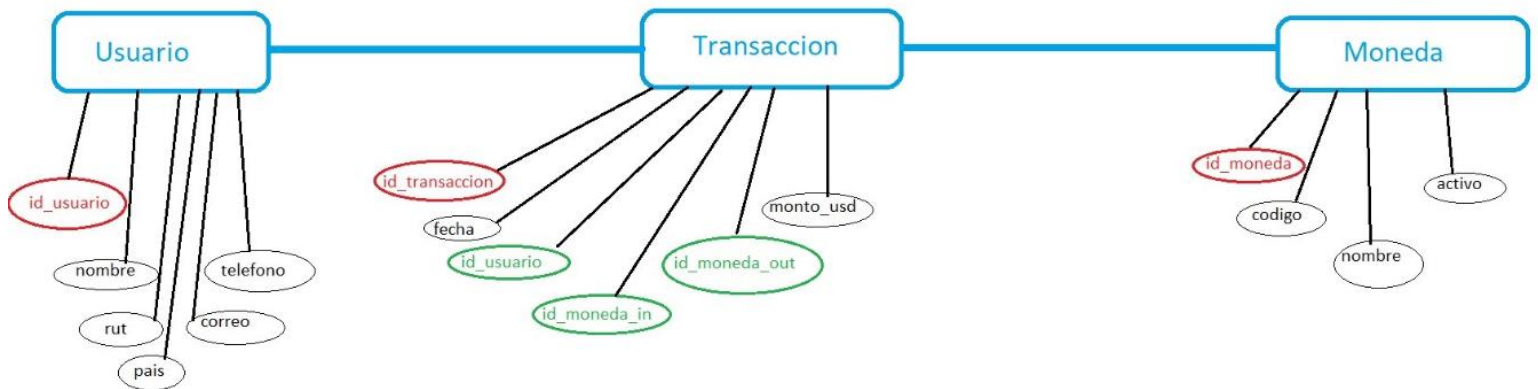 Usuario
Transaccion
Moneda
id_usuario
nombre
rut
pais
correo
telefono
id_transaccion
fecha
id_usuario
id_moneda_in
id_moneda_out
monto_usd
id_moneda
codigo
nombre
activo